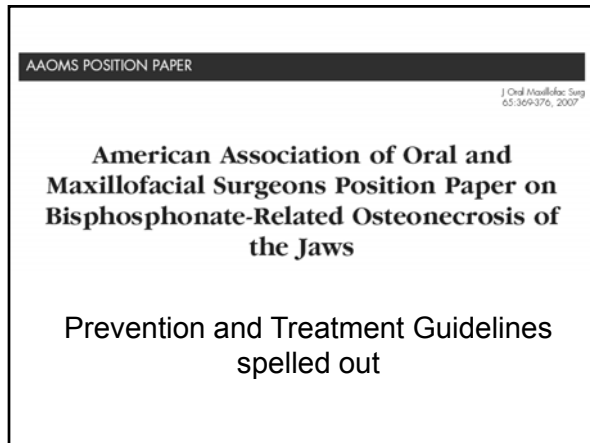 AAOMS POSITION PAPER
J Oral Maxillofac Surg
65:369-376, 2007
American Association of Oral and
Maxillofacial Surgeons Position Paper on
Bisphosphonate-Related Osteonecrosis of
the Jaws
Prevention and Treatment Guidelines
spelled out